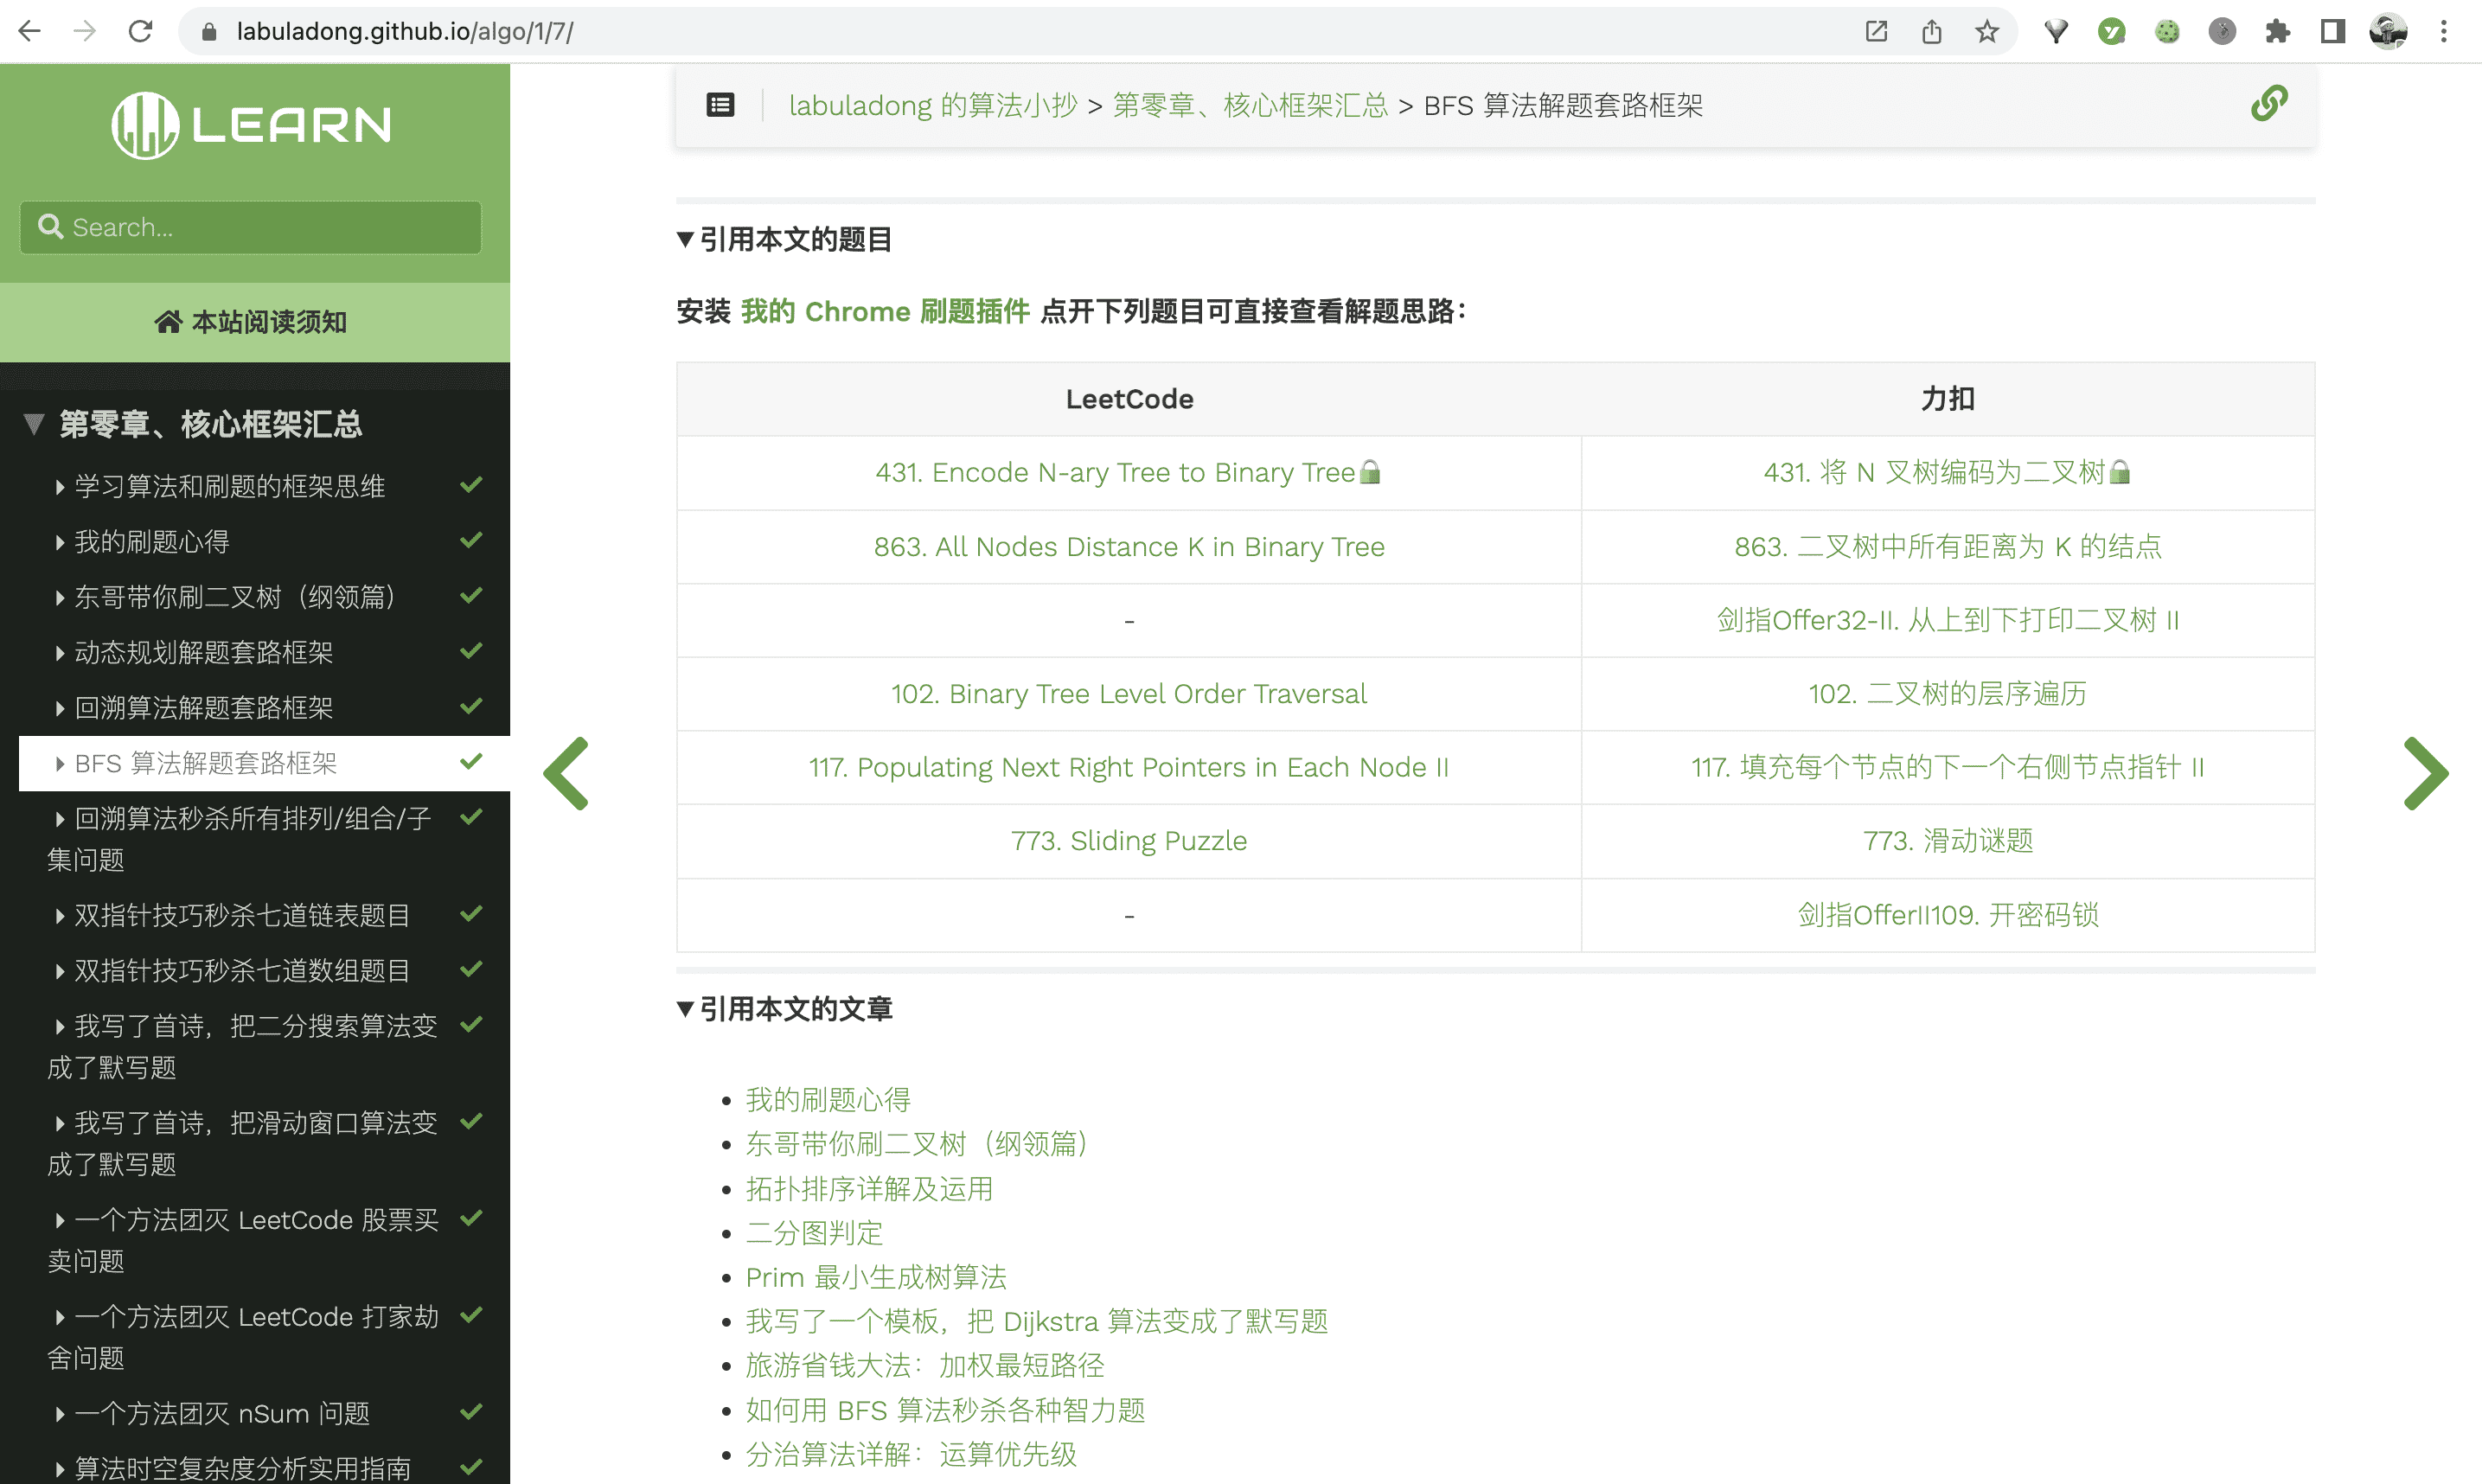 labuladong.github.io/algo/1/7/
LEARN
Search...
本站阅读须知
第零章、核心框架汇总
学习算法和刷题的框架思维
我的刷题心得
东哥带你刷二叉树（纲领篇）
动态规划解题套路框架
回溯算法解题套路框架
BFS 算法解题套路框架
回溯算法秒杀所有排列/组合/子
集问题
双指针技巧秒杀七道链表题目
双指针技巧秒杀七道数组题目
我写了首诗，把二分搜索算法变
成了默写题
我写了首诗，把滑动窗口算法变
成了默写题
一个方法团灭 LeetCode 股票买
卖问题
一个方法团灭 LeetCode 打家劫
舍问题
一个方法团灭 nSum 问题
算法时空复杂度分析实用指南
labuladong 的算法小抄 > 第零章、核心框架汇总 > BFS 算法解题套路框架
引用本文的题目
安装 我的 Chrome 刷题插件 点开下列题目可直接查看解题思路：
LeetCode 力扣
431. Encode N-ary Tree to Binary Tree🔒 431. 将 N 叉树编码为二叉树🔒
863. All Nodes Distance K in Binary Tree 863. 二叉树中所有距离为 K 的结点
- 剑指Offer32-II. 从上到下打印二叉树 II
102. Binary Tree Level Order Traversal 102. 二叉树的层序遍历
117. Populating Next Right Pointers in Each Node II 117. 填充每个节点的下一个右侧节点指针 II
773. Sliding Puzzle 773. 滑动谜题
- 剑指OfferII109. 开密码锁
引用本文的文章
我的刷题心得
东哥带你刷二叉树（纲领篇）
拓扑排序详解及运用
二分图判定
Prim 最小生成树算法
我写了一个模板，把 Dijkstra 算法变成了默写题
旅游省钱大法：加权最短路径
如何用 BFS 算法秒杀各种智力题
分治算法详解：运算优先级